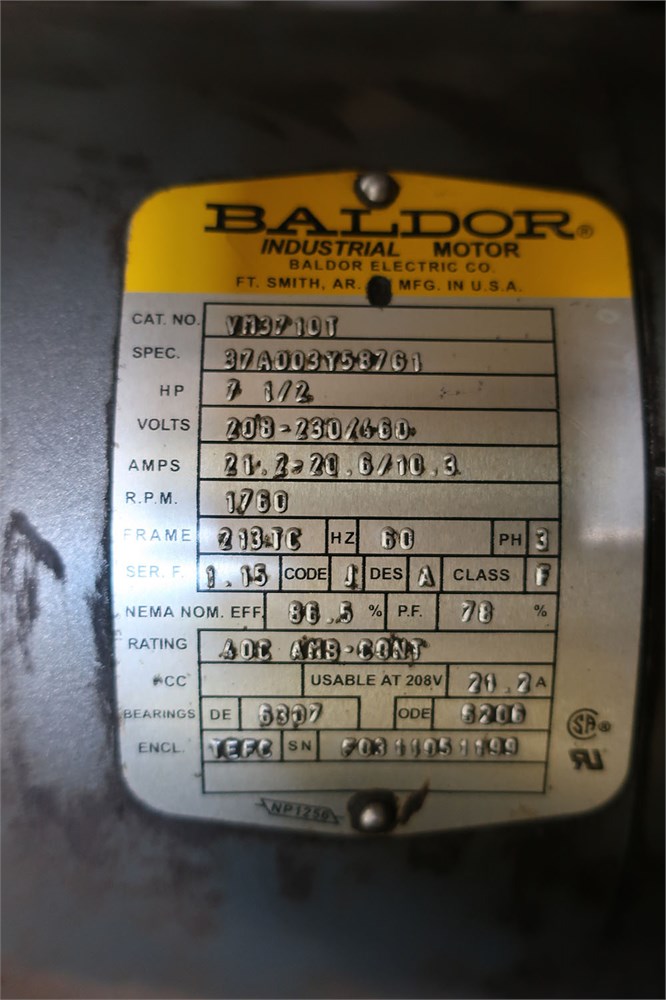 BALDOR®
INDUSTRIAL MOTOR
BALDOR ELECTRIC CO.
FT. SMITH, AR. MFG. IN U.S.A.
CAT. NO. VM3710T
SPEC. 37A003Y587G1
HP 7 1/2
VOLTS 208-230/460
AMPS 21.2-20.6/10.3
R.P.M. 1760
FRAME 213TC HZ 60 PH 3
SER. F. 1.15 CODE J DES A CLASS F
NEMA NOM. EFF. 86.5 % P.F. 78 %
RATING 40C AMB-CONT
CC USABLE AT 208V 21.2 A
BEARINGS DE 6307 ODE 6206
ENCL. TEFC SN F0311051199
SA®
NP1256